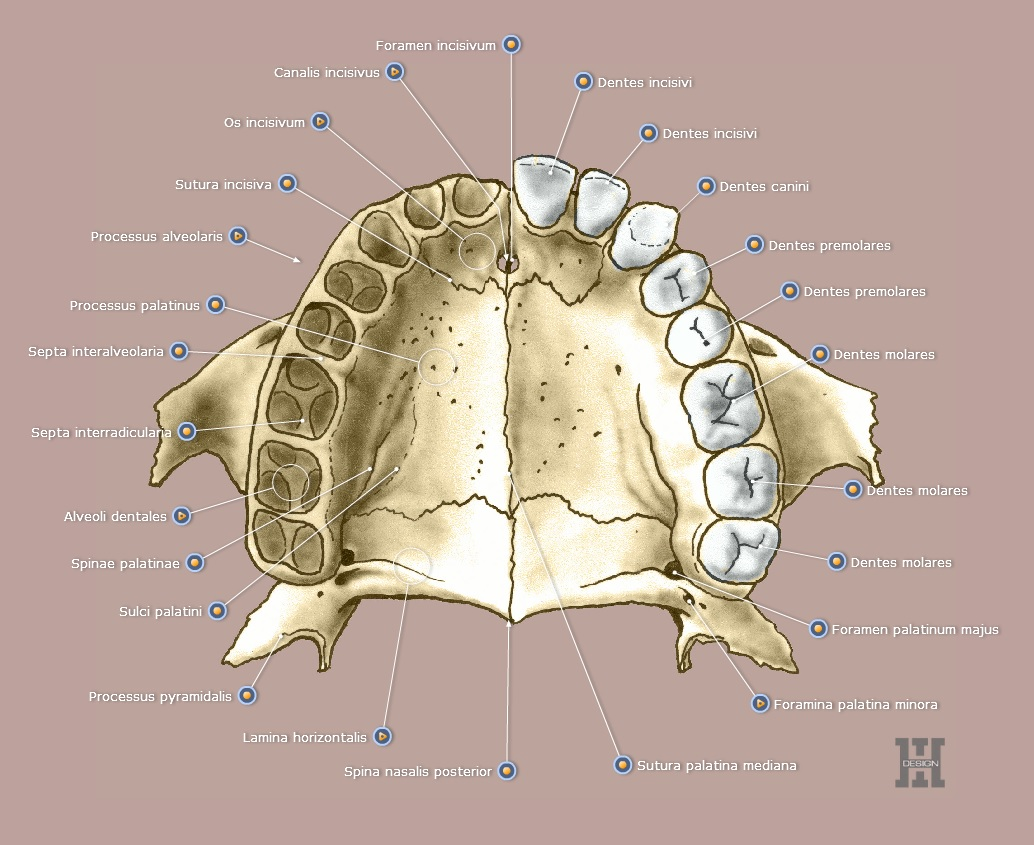 Foramen incisivum
Canalis incisivus
Dentes incisivi
Os incisivum
Dentes incisivi
Sutura incisiva
Dentes canini
Processus alveolaris
Dentes premolares
Processus palatinus
Dentes premolares
Septa interalveolaria
Dentes molares
Septa interradicularia
Dentes molares
Alveoli dentales
Spinae palatinae
Dentes molares
Sulci palatini
Foramen palatinum majus
Processus pyramidalis
Foramina palatina minora
Lamina horizontalis
Spina nasalis posterior
Sutura palatina mediana
H
DESIGN